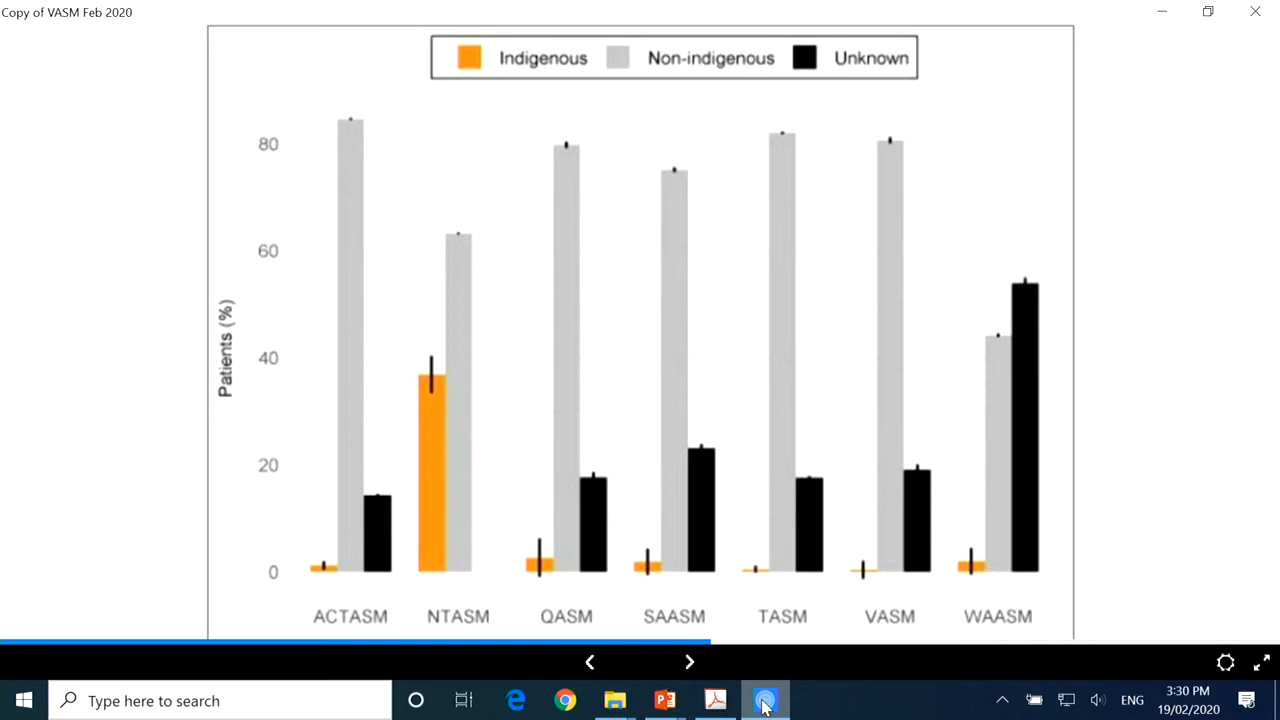 Copy of VASM Feb 2020
Indigenous Non-indigenous Unknown
80
60
40
20
0
Patients (%)
ACTASM NTASM QASM SAASM TASM VASM WAASM
Type here to search
ENG
3:30 PM
19/02/2020